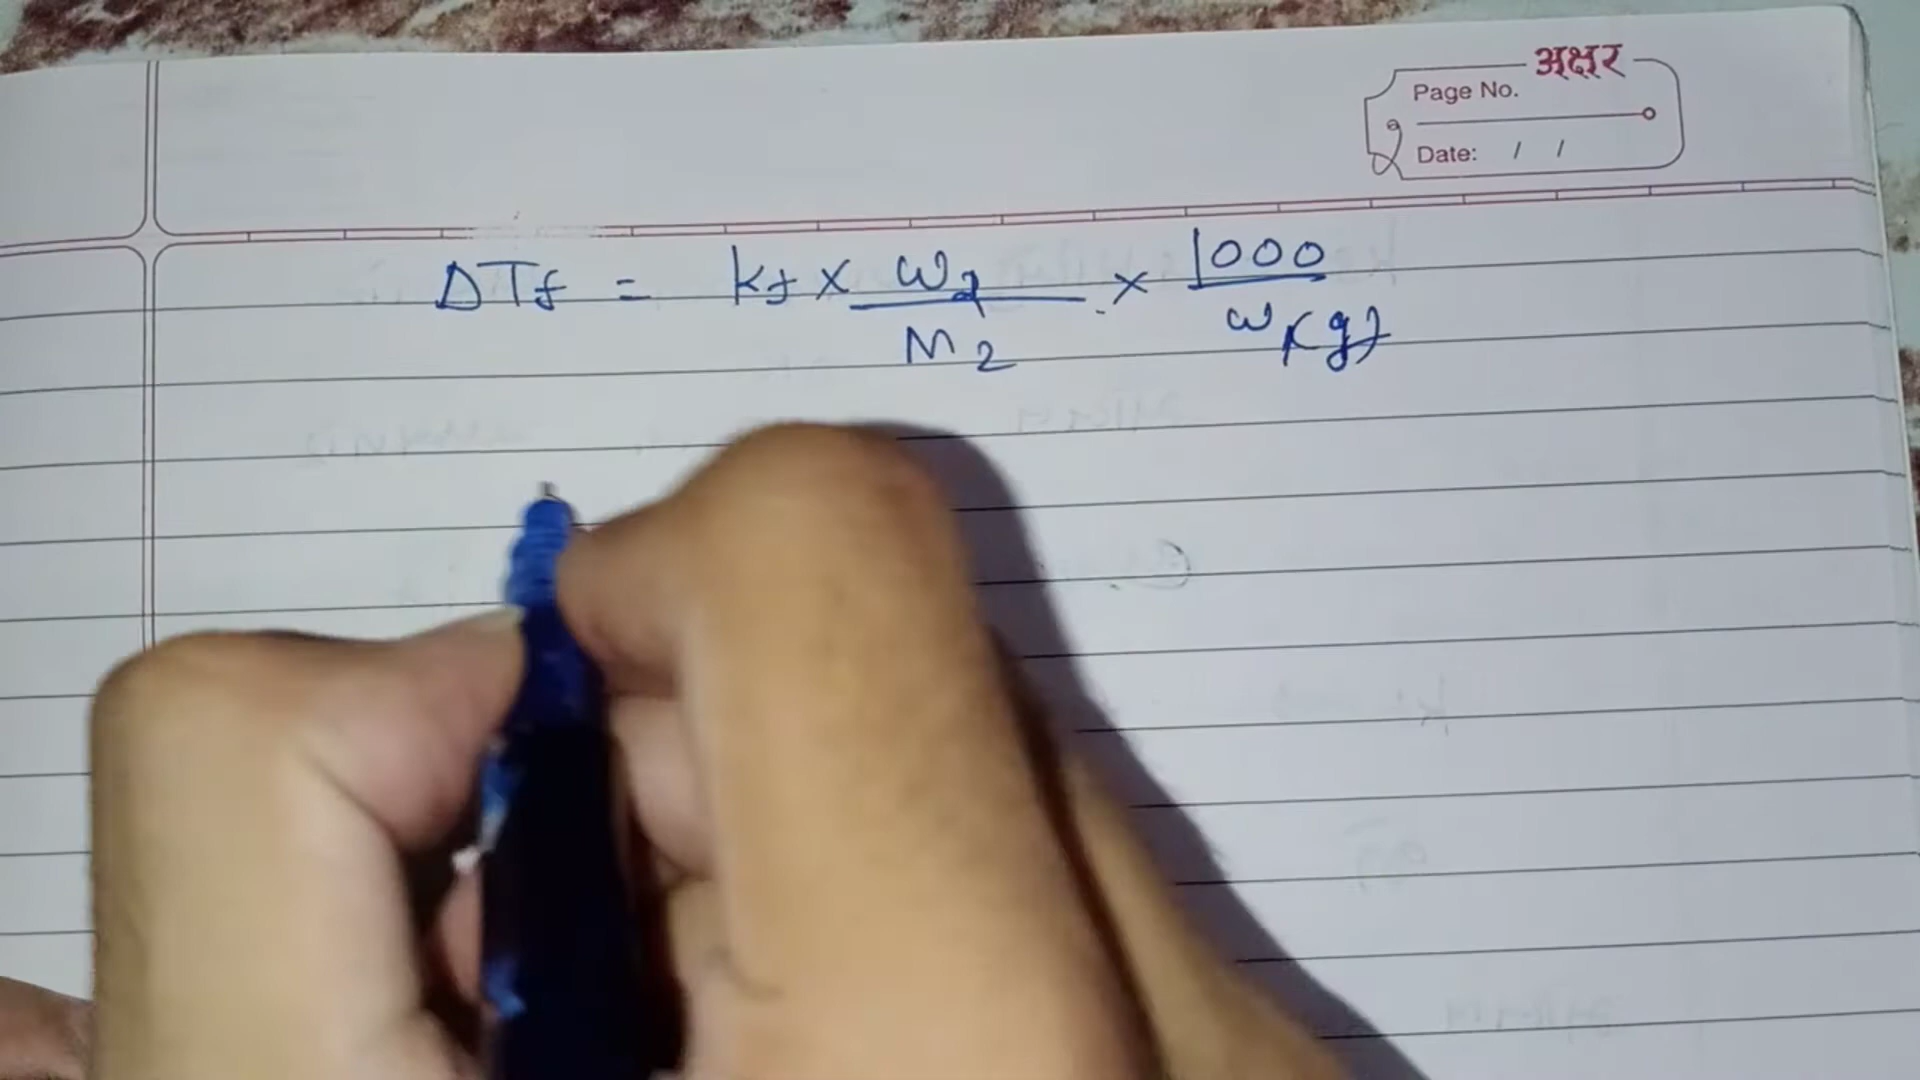 अक्षर
Page No.
Date: / /
ΔTf = kf × w2 / M2 × 1000 / w1(g)